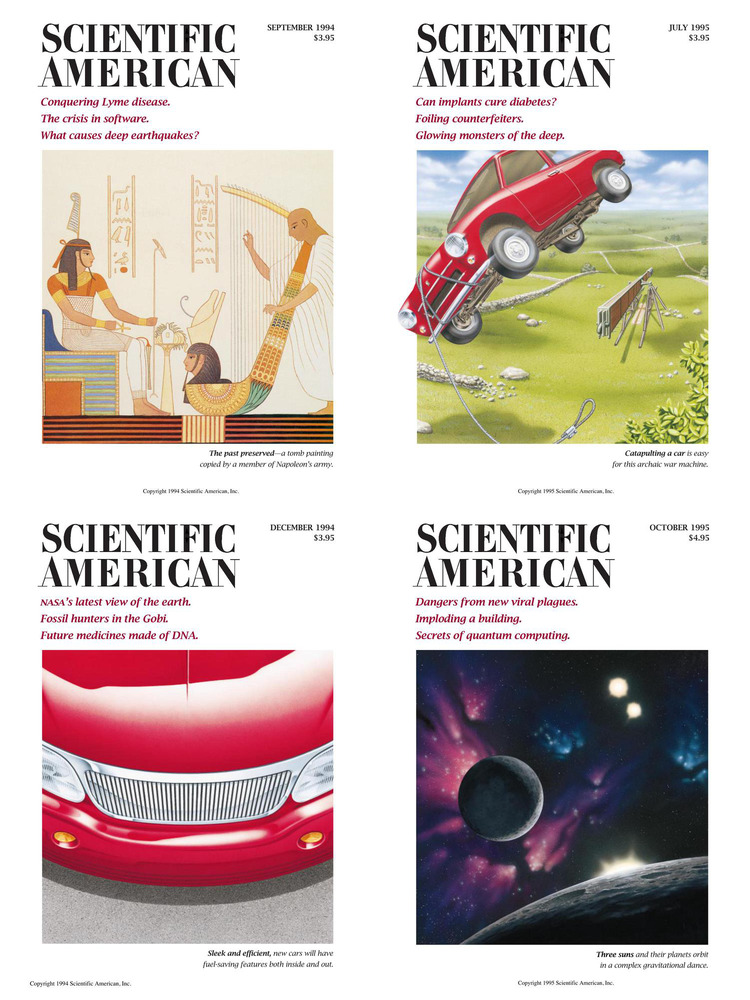 SCIENTIFIC
AMERICAN
SEPTEMBER 1994
$3.95
Conquering Lyme disease.
The crisis in software.
What causes deep earthquakes?
The past preserved—a tomb painting
copied by a member of Napoleon's army.
Copyright 1994 Scientific American, Inc.
SCIENTIFIC
AMERICAN
JULY 1995
$3.95
Can implants cure diabetes?
Foiling counterfeiters.
Glowing monsters of the deep.
Catapulting a car is easy
for this archaic war machine.
Copyright 1995 Scientific American, Inc.
SCIENTIFIC
AMERICAN
DECEMBER 1994
$3.95
NASA's latest view of the earth.
Fossil hunters in the Gobi.
Future medicines made of DNA.
Sleek and efficient, new cars will have
fuel-saving features both inside and out.
Copyright 1994 Scientific American, Inc.
SCIENTIFIC
AMERICAN
OCTOBER 1995
$4.95
Dangers from new viral plagues.
Imploding a building.
Secrets of quantum computing.
Three suns and their planets orbit
in a complex gravitational dance.
Copyright 1995 Scientific American, Inc.